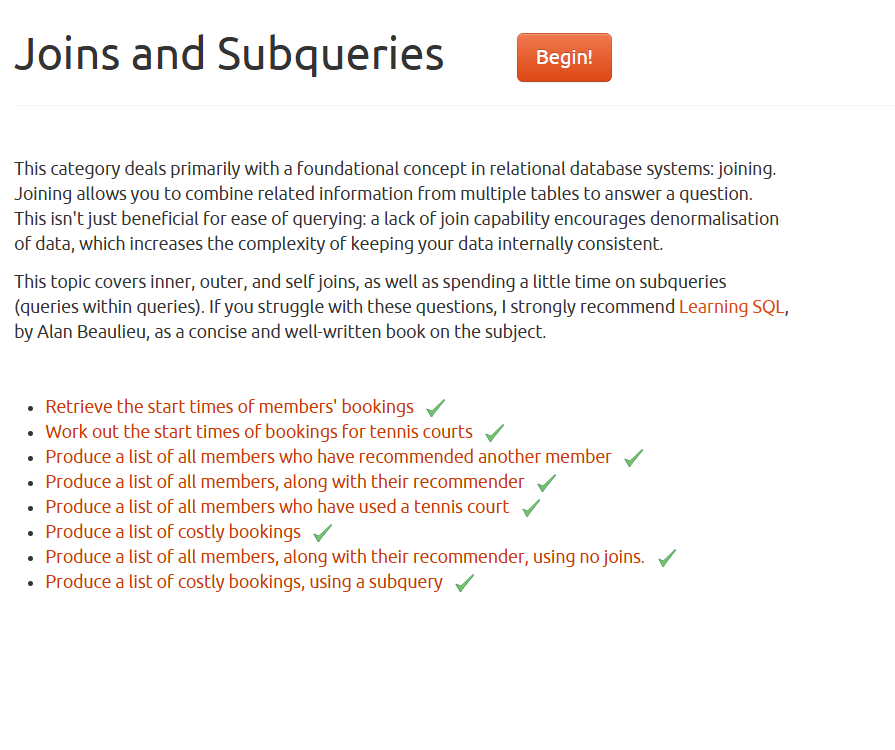 Joins and Subqueries
Begin!
This category deals primarily with a foundational concept in relational database systems: joining.
Joining allows you to combine related information from multiple tables to answer a question.
This isn't just beneficial for ease of querying: a lack of join capability encourages denormalisation
of data, which increases the complexity of keeping your data internally consistent.
This topic covers inner, outer, and self joins, as well as spending a little time on subqueries
(queries within queries). If you struggle with these questions, I strongly recommend Learning SQL,
by Alan Beaulieu, as a concise and well-written book on the subject.
Retrieve the start times of members' bookings
Work out the start times of bookings for tennis courts
Produce a list of all members who have recommended another member
Produce a list of all members, along with their recommender
Produce a list of all members who have used a tennis court
Produce a list of costly bookings
Produce a list of all members, along with their recommender, using no joins.
Produce a list of costly bookings, using a subquery